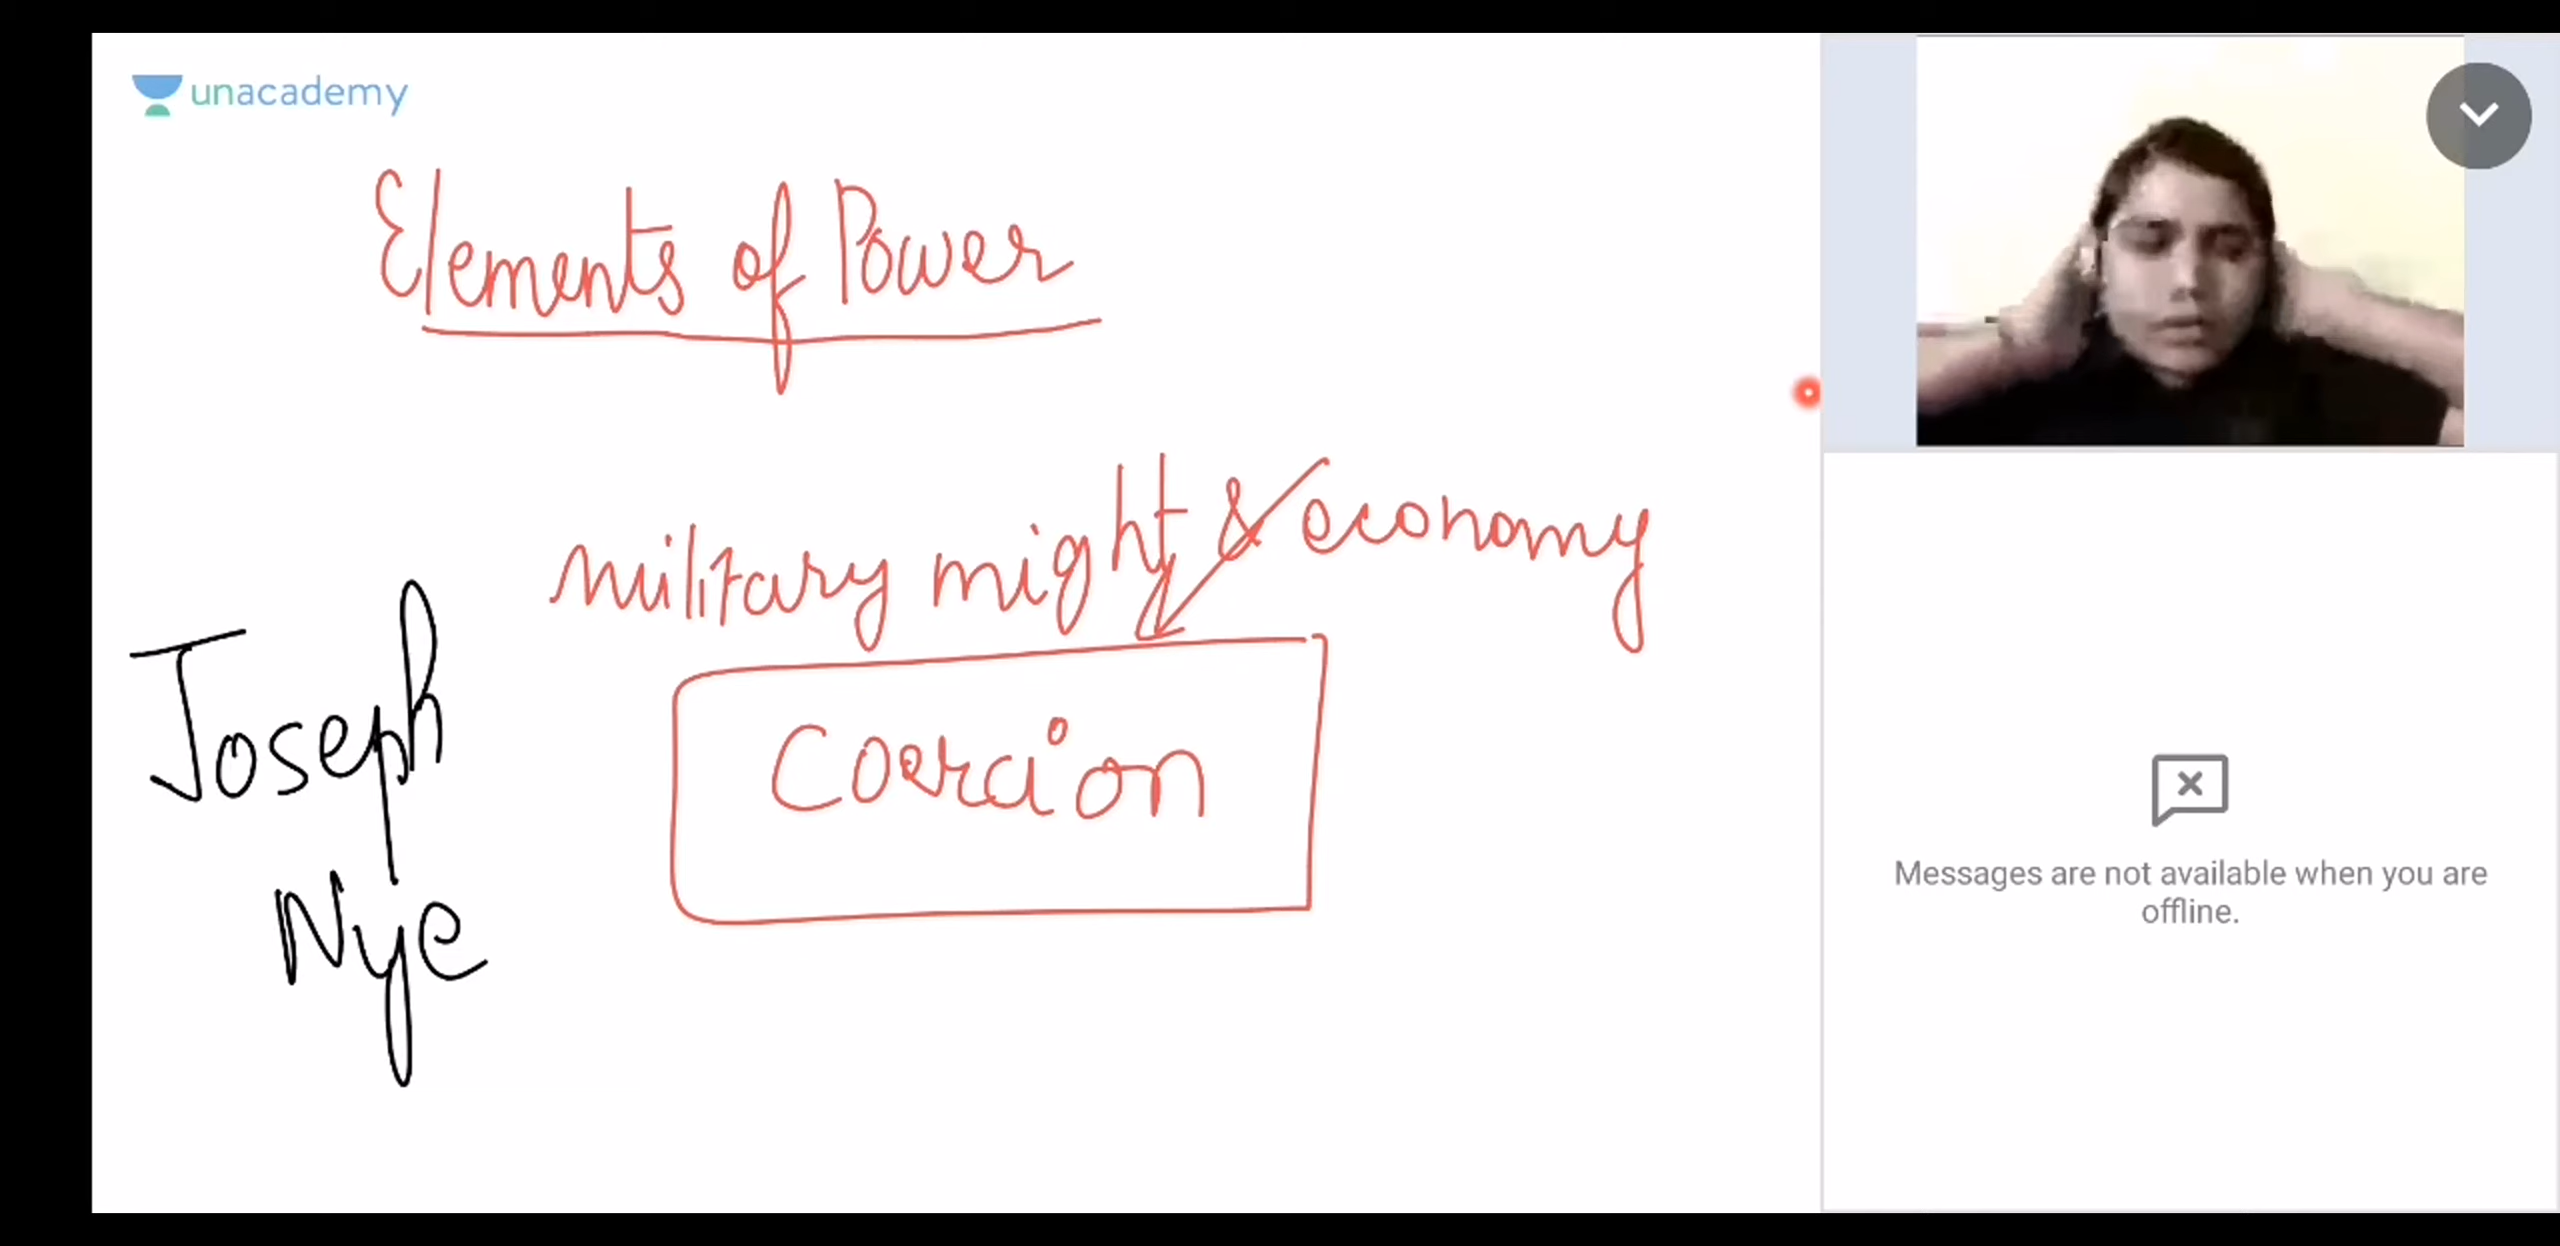 unacademy
Elements of Power
military might & economy
Joseph
Coercion
Nye
Messages are not available when you are
offline.